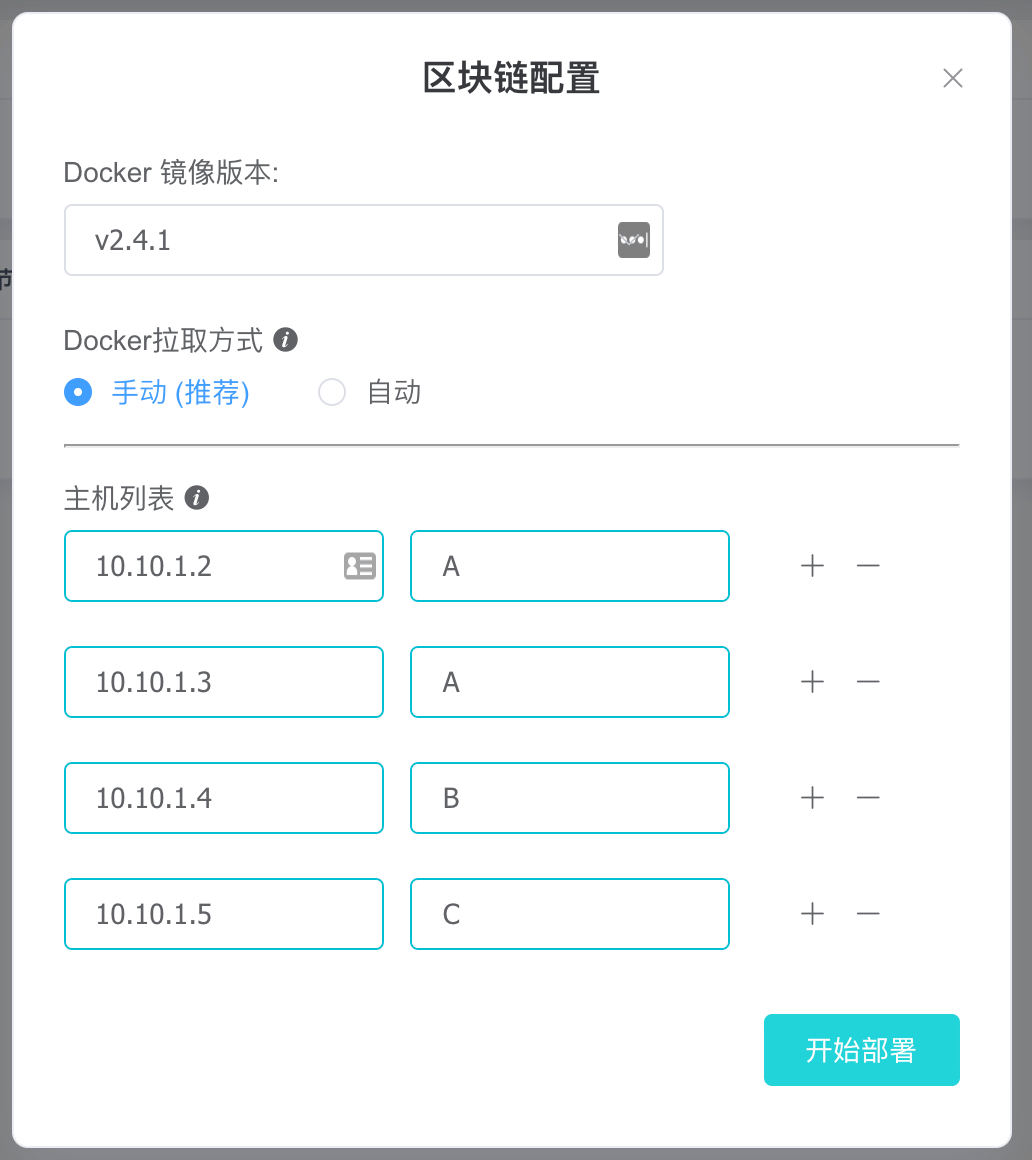 区块链配置
Docker 镜像版本:
v2.4.1
节
Docker拉取方式
手动 (推荐) 自动
主机列表
10.10.1.2 A
10.10.1.3 A
10.10.1.4 B
10.10.1.5 C
开始部署